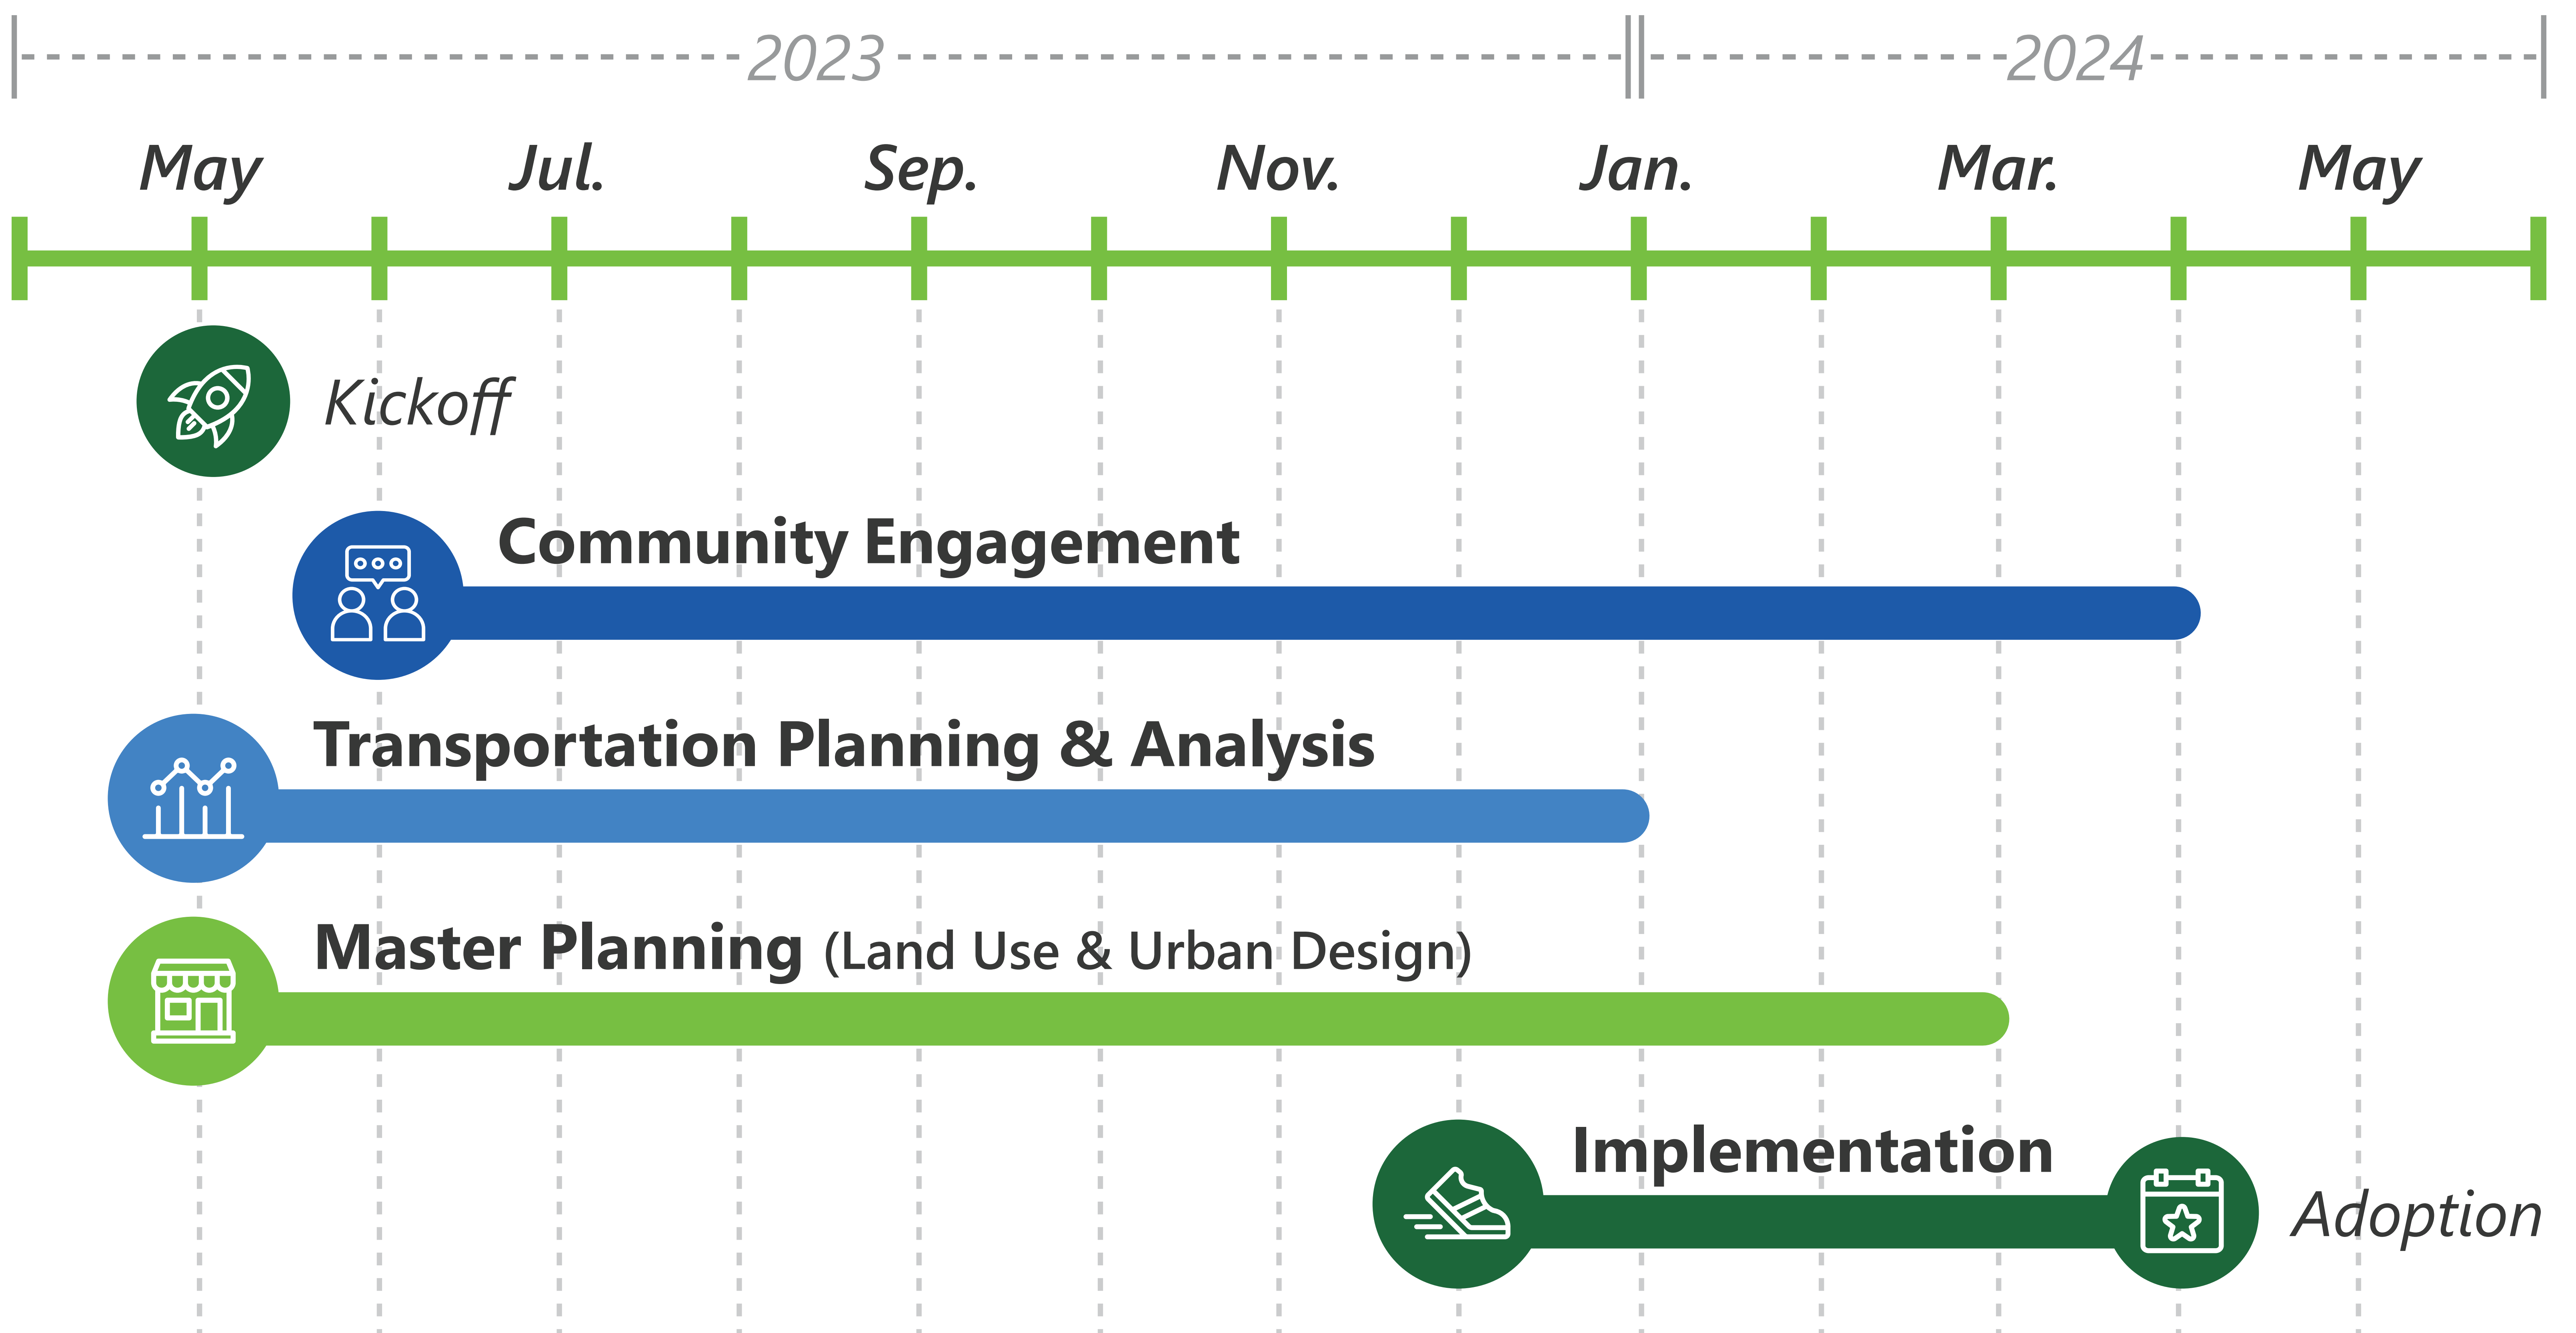 2023 2024
May Jul. Sep. Nov. Jan. Mar. May
Kickoff
Community Engagement
Transportation Planning & Analysis
Master Planning (Land Use & Urban Design)
Implementation
Adoption